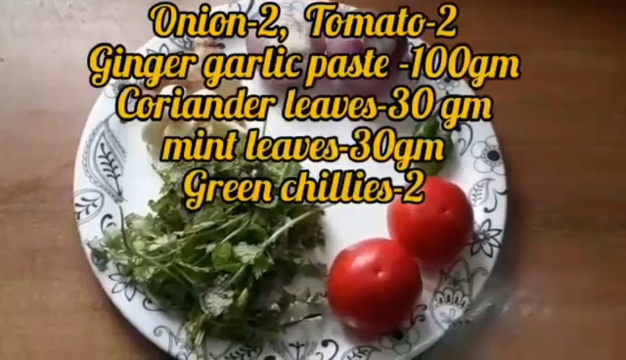 Onion-2, Tomato-2
Ginger garlic paste -100gm
Coriander leaves-30 gm
mint leaves-30gm
Green chillies-2